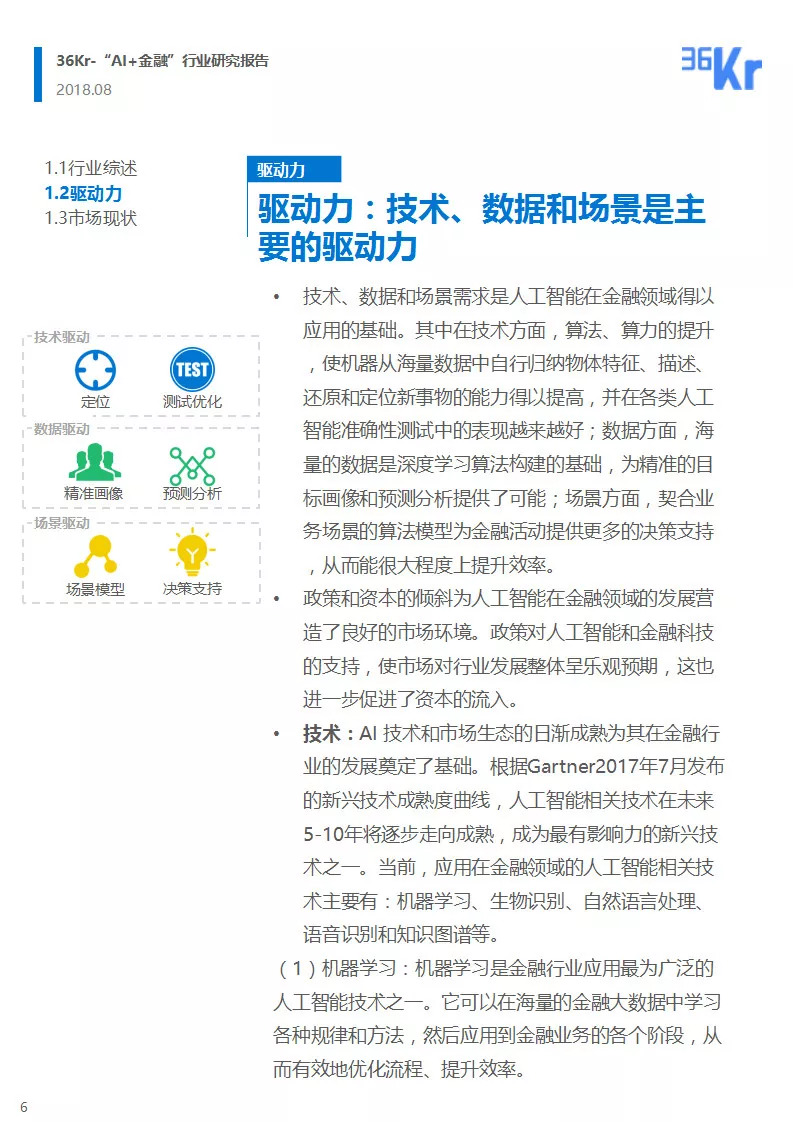 36Kr-“AI+金融”行业研究报告
2018.08
36Kr
1.1行业综述
1.2驱动力
1.3市场现状
驱动力
驱动力：技术、数据和场景是主
要的驱动力
技术驱动
定位
TEST
测试优化
数据驱动
精准画像
预测分析
场景驱动
场景模型
决策支持
• 技术、数据和场景需求是人工智能在金融领域得以
应用的基础。其中在技术方面，算法、算力的提升
，使机器从海量数据中自行归纳物体特征、描述、
还原和定位新事物的能力得以提高，并在各类人工
智能准确性测试中的表现越来越好；数据方面，海
量的数据是深度学习算法构建的基础，为精准的目
标画像和预测分析提供了可能；场景方面，契合业
务场景的算法模型为金融活动提供更多的决策支持
，从而能很大程度上提升效率。
• 政策和资本的倾斜为人工智能在金融领域的发展营
造了良好的市场环境。政策对人工智能和金融科技
的支持，使市场对行业发展整体呈乐观预期，这也
进一步促进了资本的流入。
• 技术：AI 技术和市场生态的日渐成熟为其在金融行
业的发展奠定了基础。根据Gartner2017年7月发布
的新兴技术成熟度曲线，人工智能相关技术在未来
5-10年将逐步走向成熟，成为最有影响力的新兴技
术之一。当前，应用在金融领域的人工智能相关技
术主要有：机器学习、生物识别、自然语言处理、
语音识别和知识图谱等。
（1）机器学习：机器学习是金融行业应用最为广泛的
人工智能技术之一。它可以在海量的金融大数据中学习
各种规律和方法，然后应用到金融业务的各个阶段，从
而有效地优化流程、提升效率。
6